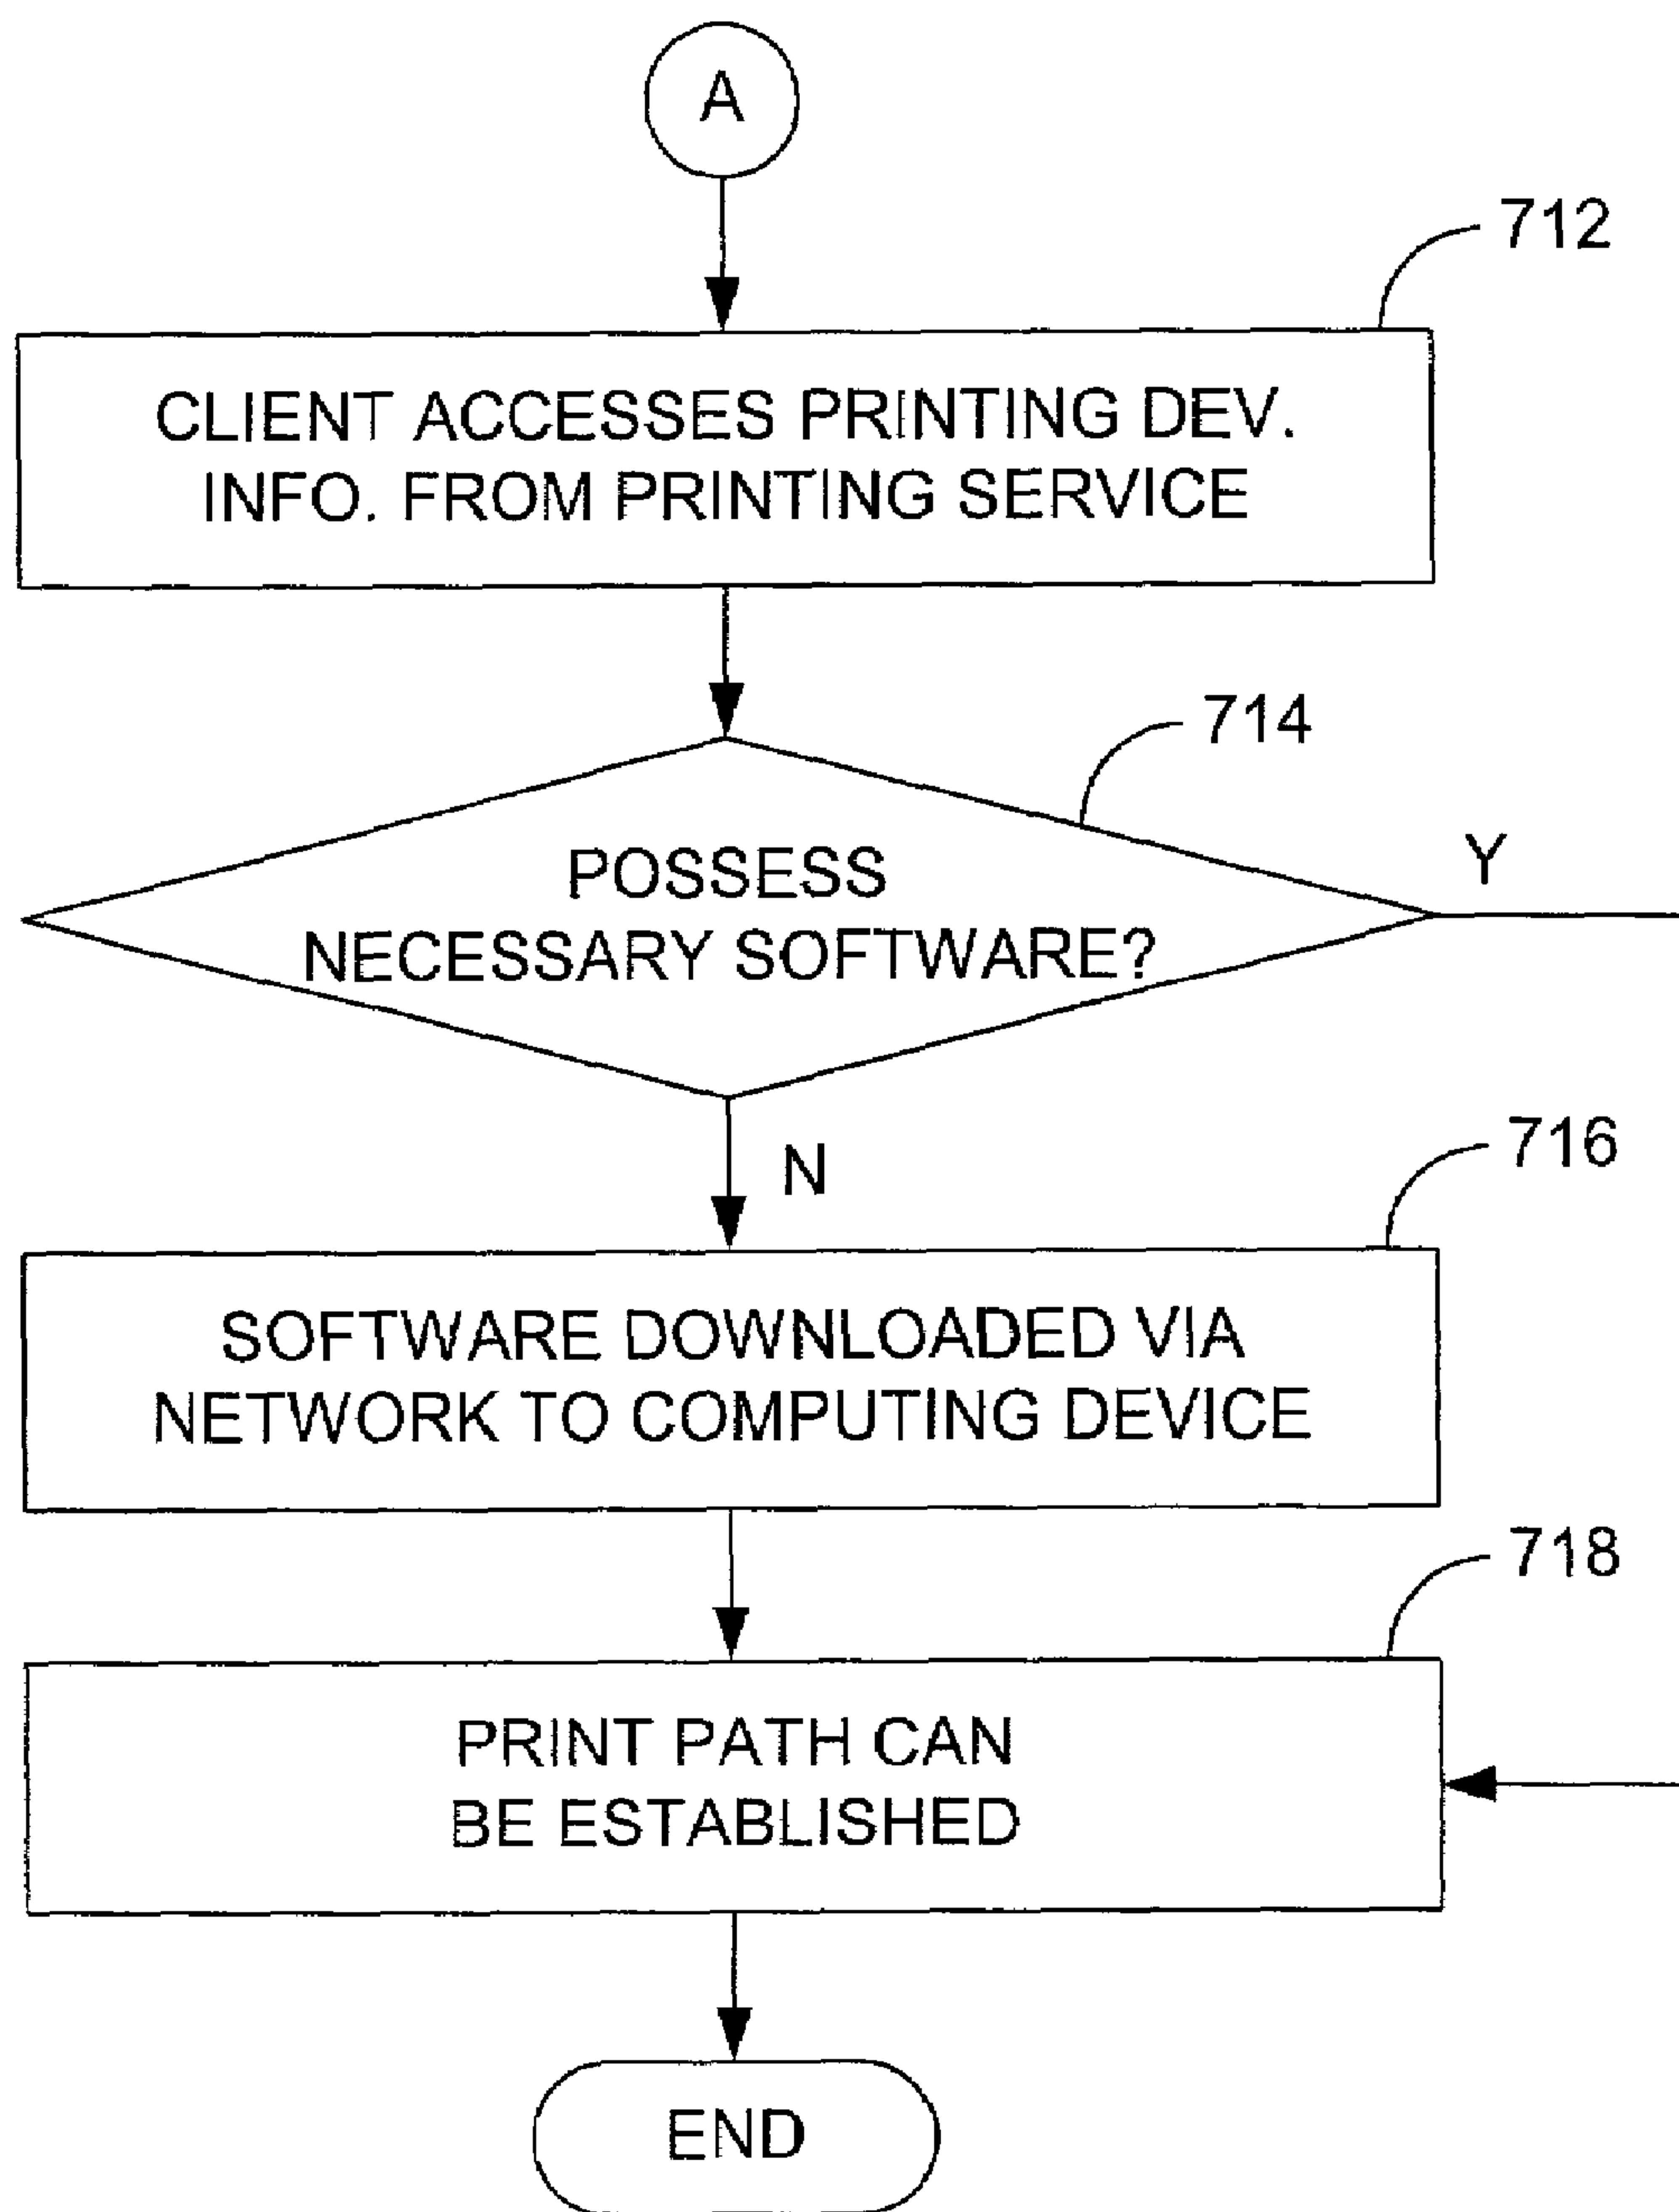 A
712
CLIENT ACCESSES PRINTING DEV.
INFO. FROM PRINTING SERVICE
714
POSSESS
NECESSARY SOFTWARE?
Y
N
716
SOFTWARE DOWNLOADED VIA
NETWORK TO COMPUTING DEVICE
718
PRINT PATH CAN
BE ESTABLISHED
END